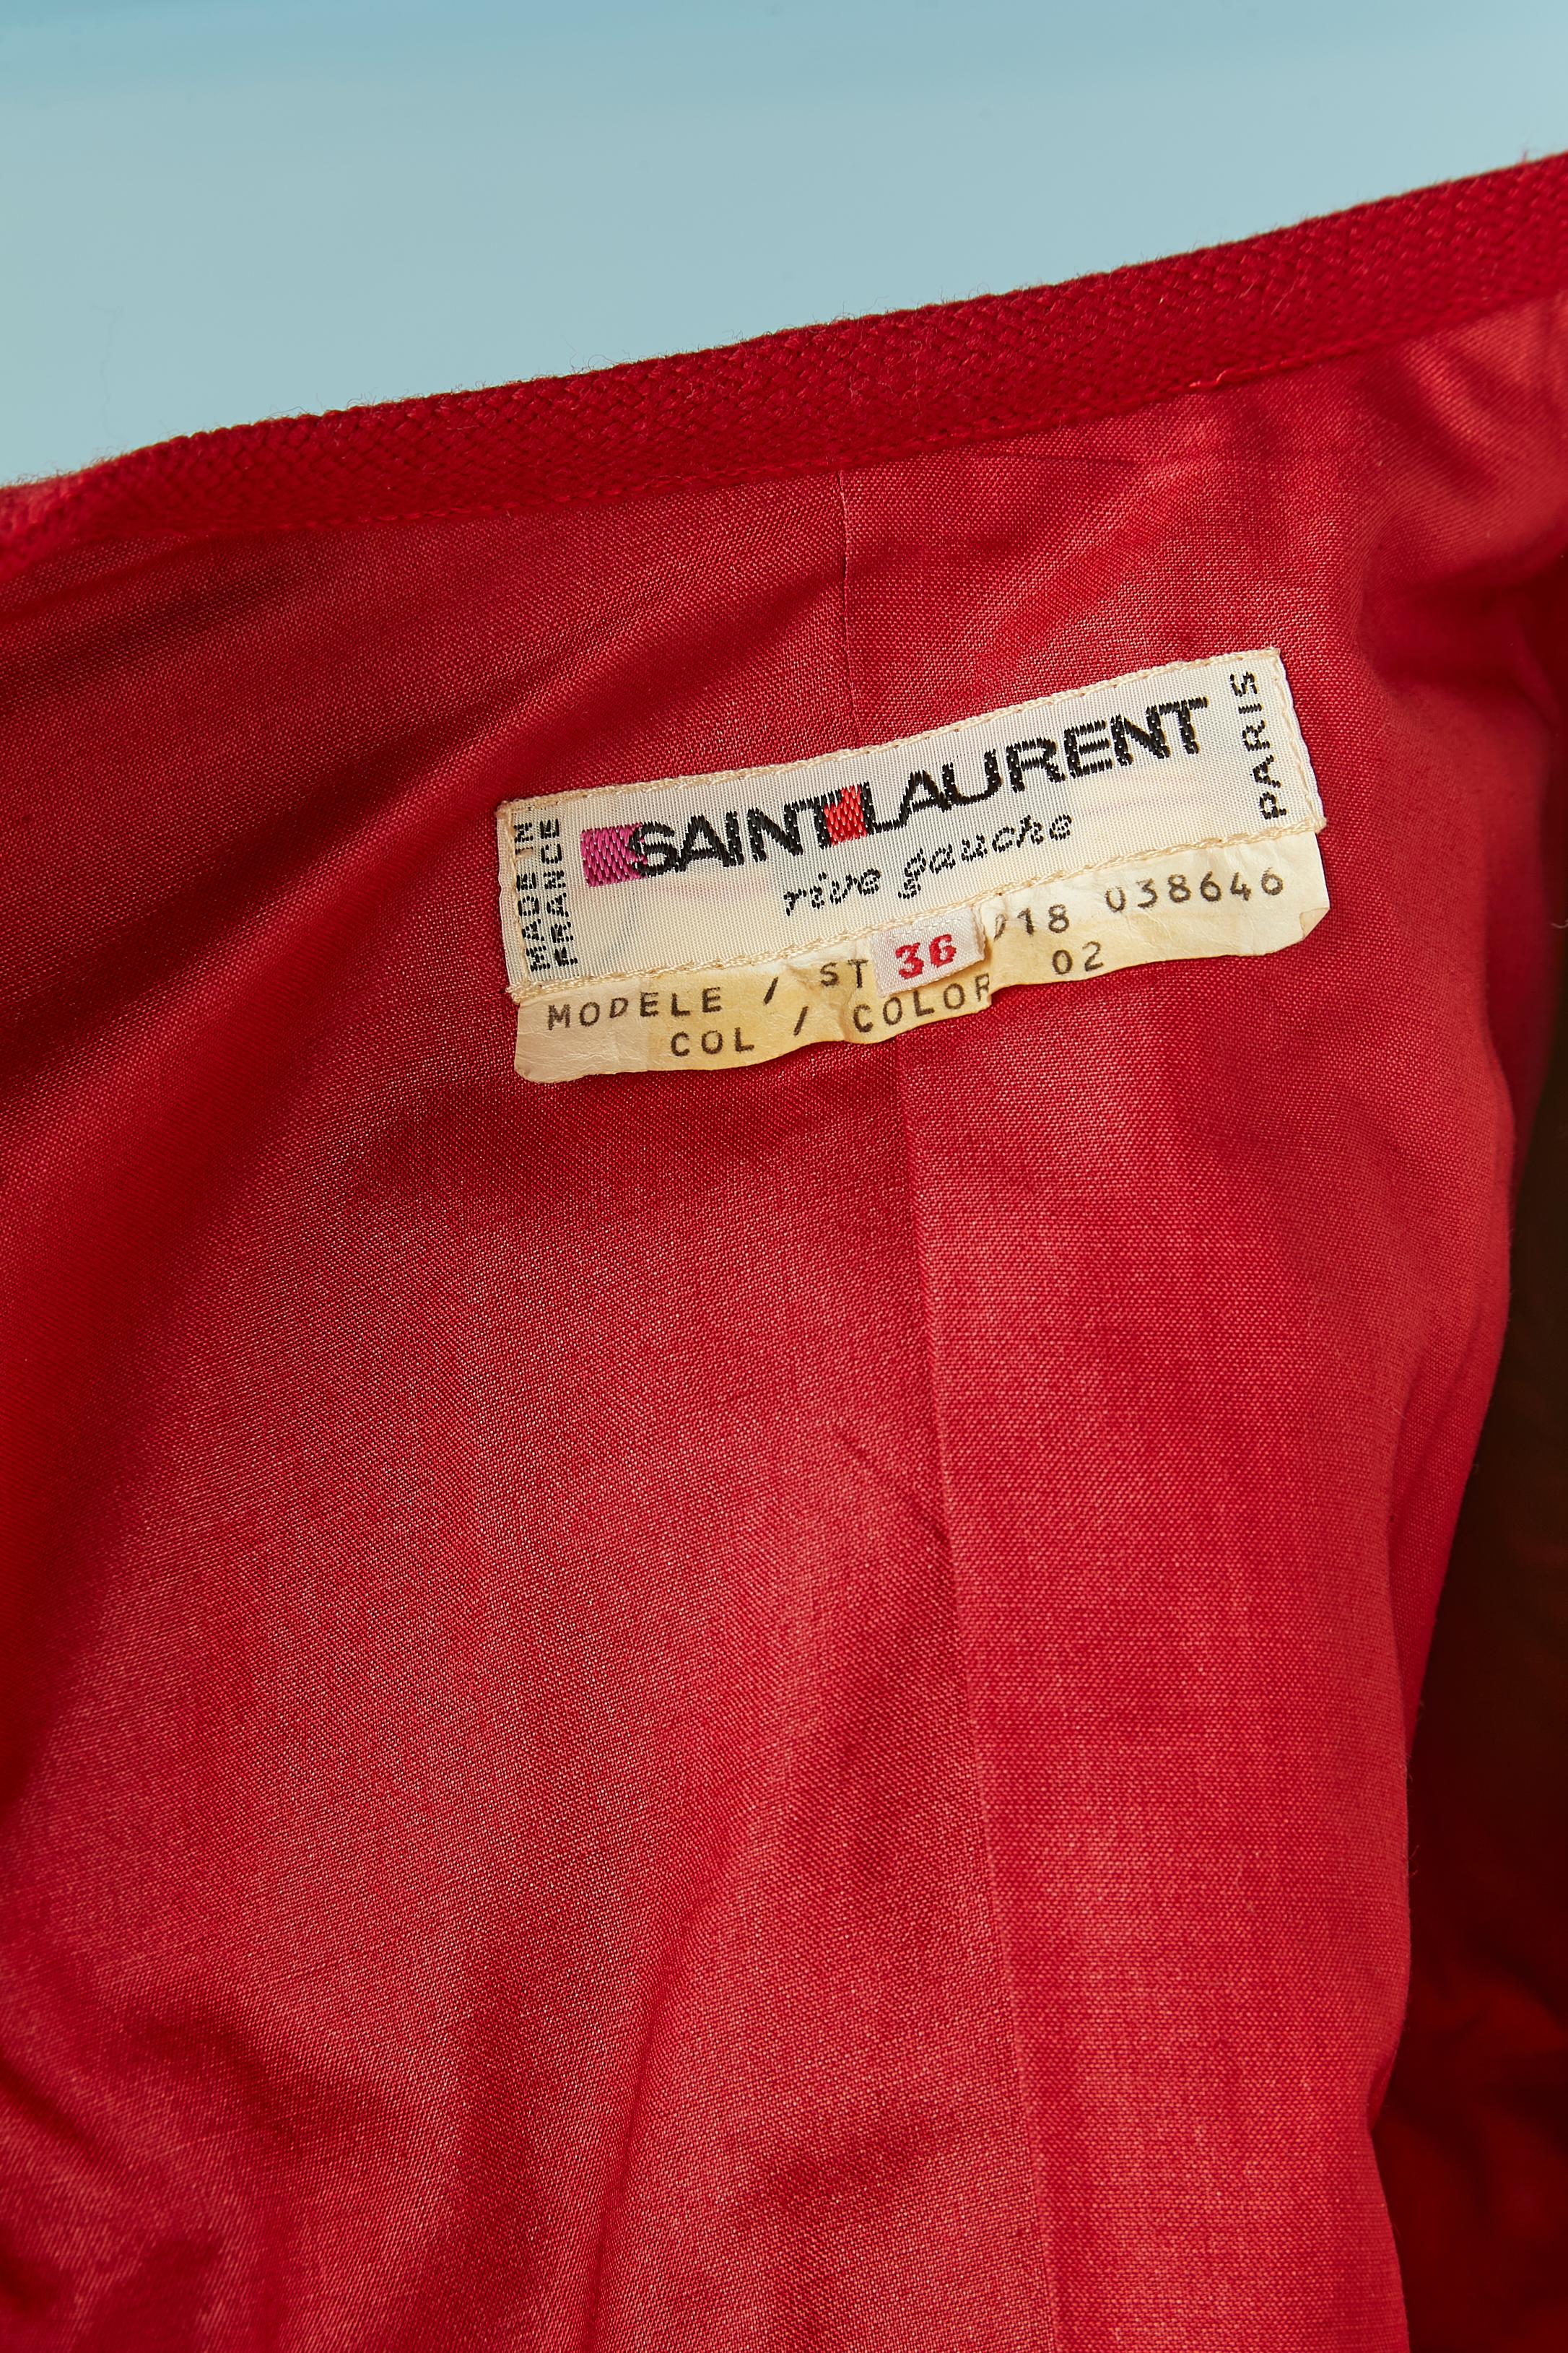 MADE IN
FRANCE
SAINT LAURENT
rive gauche
PARIS
36
MODELE / ST 18 038646
COL / COLOR 02